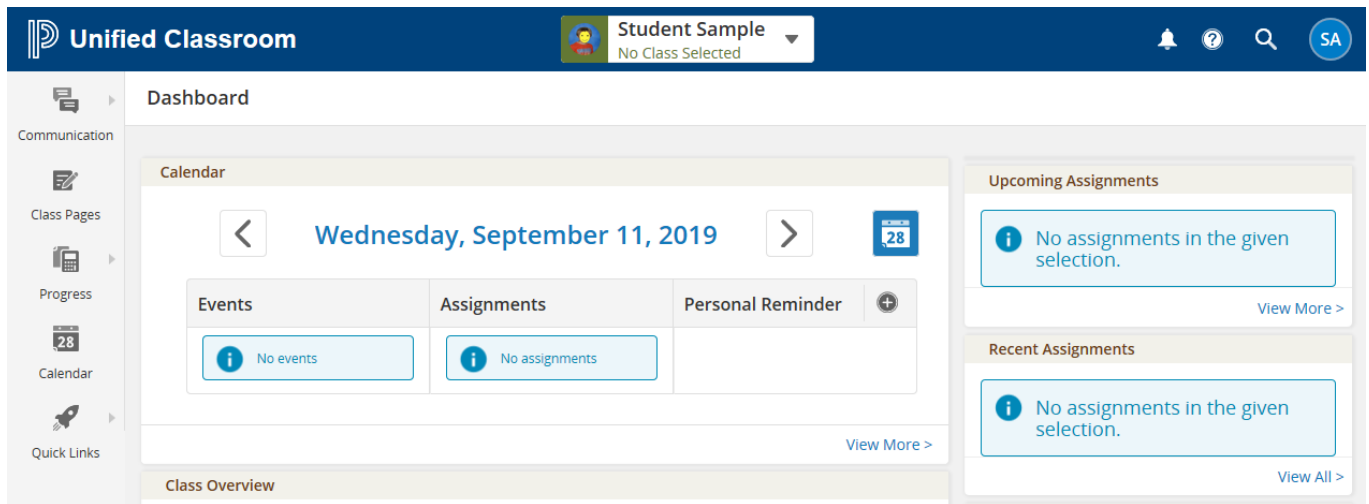 Unified Classroom
Student Sample
No Class Selected
SA
Communication
Class Pages
Progress
28
Calendar
Quick Links
Dashboard
Calendar
Wednesday, September 11, 2019
28
Events
Assignments
Personal Reminder
No events
No assignments
View More >
Class Overview
Upcoming Assignments
No assignments in the given
selection.
View More >
Recent Assignments
No assignments in the given
selection.
View All >